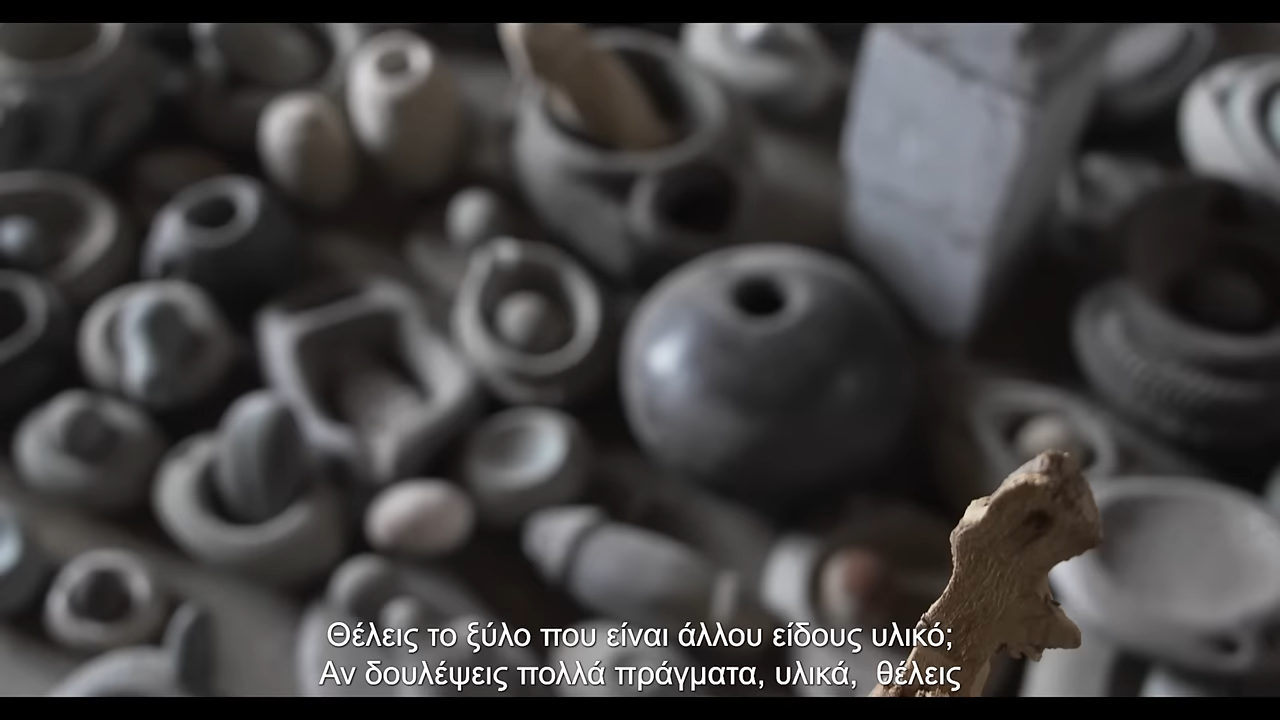 Θέλεις το ξύλο που είναι άλλου είδους υλικό;
Αν δουλέψεις πολλά πράγματα, υλικά,  θέλεις